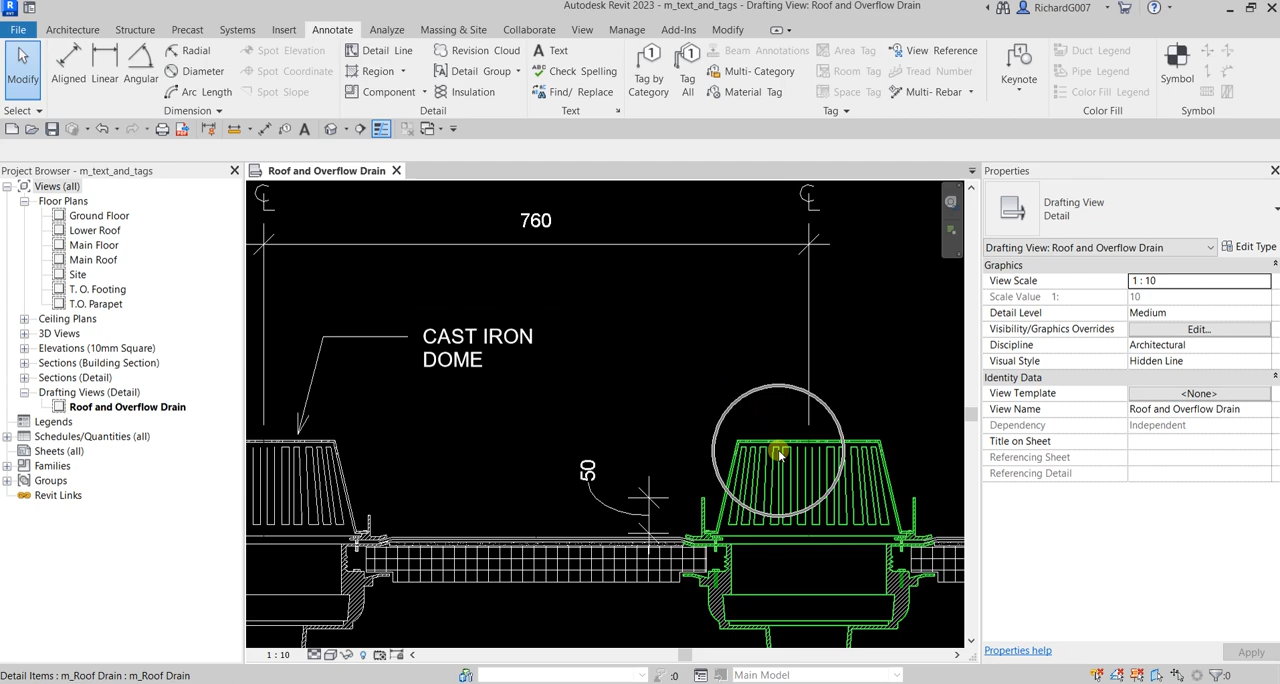 Autodesk Revit 2023 - m_text_and_tags - Drafting View: Roof and Overflow Drain
RichardG007
File Architecture Structure Precast Systems Insert Annotate Analyze Massing & Site Collaborate View Manage Add-Ins Modify
Modify
Select
Aligned Linear Angular
Radial
Diameter
Arc Length
Spot Elevation
Spot Coordinate
Spot Slope
Dimension
Detail Line
Region
Component
Revision Cloud
Detail Group
Insulation
Detail
Text
Check Spelling
Find/ Replace
Text
Tag by
Category
Tag
All
Beam Annotations
Multi- Category
Material Tag
Area Tag
Room Tag
Space Tag
View Reference
Tread Number
Multi- Rebar
Tag
Keynote
Duct Legend
Pipe Legend
Color Fill Legend
Color Fill
Symbol
Symbol
Project Browser - m_text_and_tags
Views (all)
Floor Plans
Ground Floor
Lower Roof
Main Floor
Main Roof
Site
T. O. Footing
T.O. Parapet
Ceiling Plans
3D Views
Elevations (10mm Square)
Sections (Building Section)
Sections (Detail)
Drafting Views (Detail)
Roof and Overflow Drain
Legends
Schedules/Quantities (all)
Sheets (all)
Families
Groups
Revit Links
Roof and Overflow Drain
760
CAST IRON
DOME
50
1 : 10
Properties
Drafting View
Detail
Drafting View: Roof and Overflow Drain
Edit Type
Graphics
View Scale 1 : 10
Scale Value 1: 10
Detail Level Medium
Visibility/Graphics Overrides Edit...
Discipline Architectural
Visual Style Hidden Line
Identity Data
View Template <None>
View Name Roof and Overflow Drain
Dependency Independent
Title on Sheet
Referencing Sheet
Referencing Detail
Properties help
Apply
Detail Items : m_Roof Drain : m_Roof Drain
:0
Main Model
:0